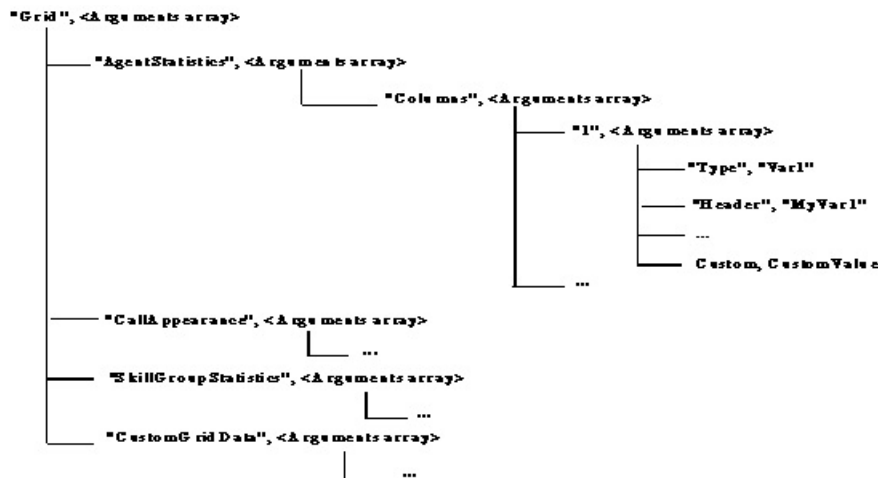 "Grid", <Arguments array>
"AgentStatistics", <Arguments array>
"Columns", <Arguments array>
"1", <Arguments array>
"Type", "Var1"
"Header", "MyVar1"
...
Custom, CustomValue
...
"CallAppearance", <Arguments array>
...
"SkillGroupStatistics", <Arguments array>
...
"CustomGridData", <Arguments array>
...